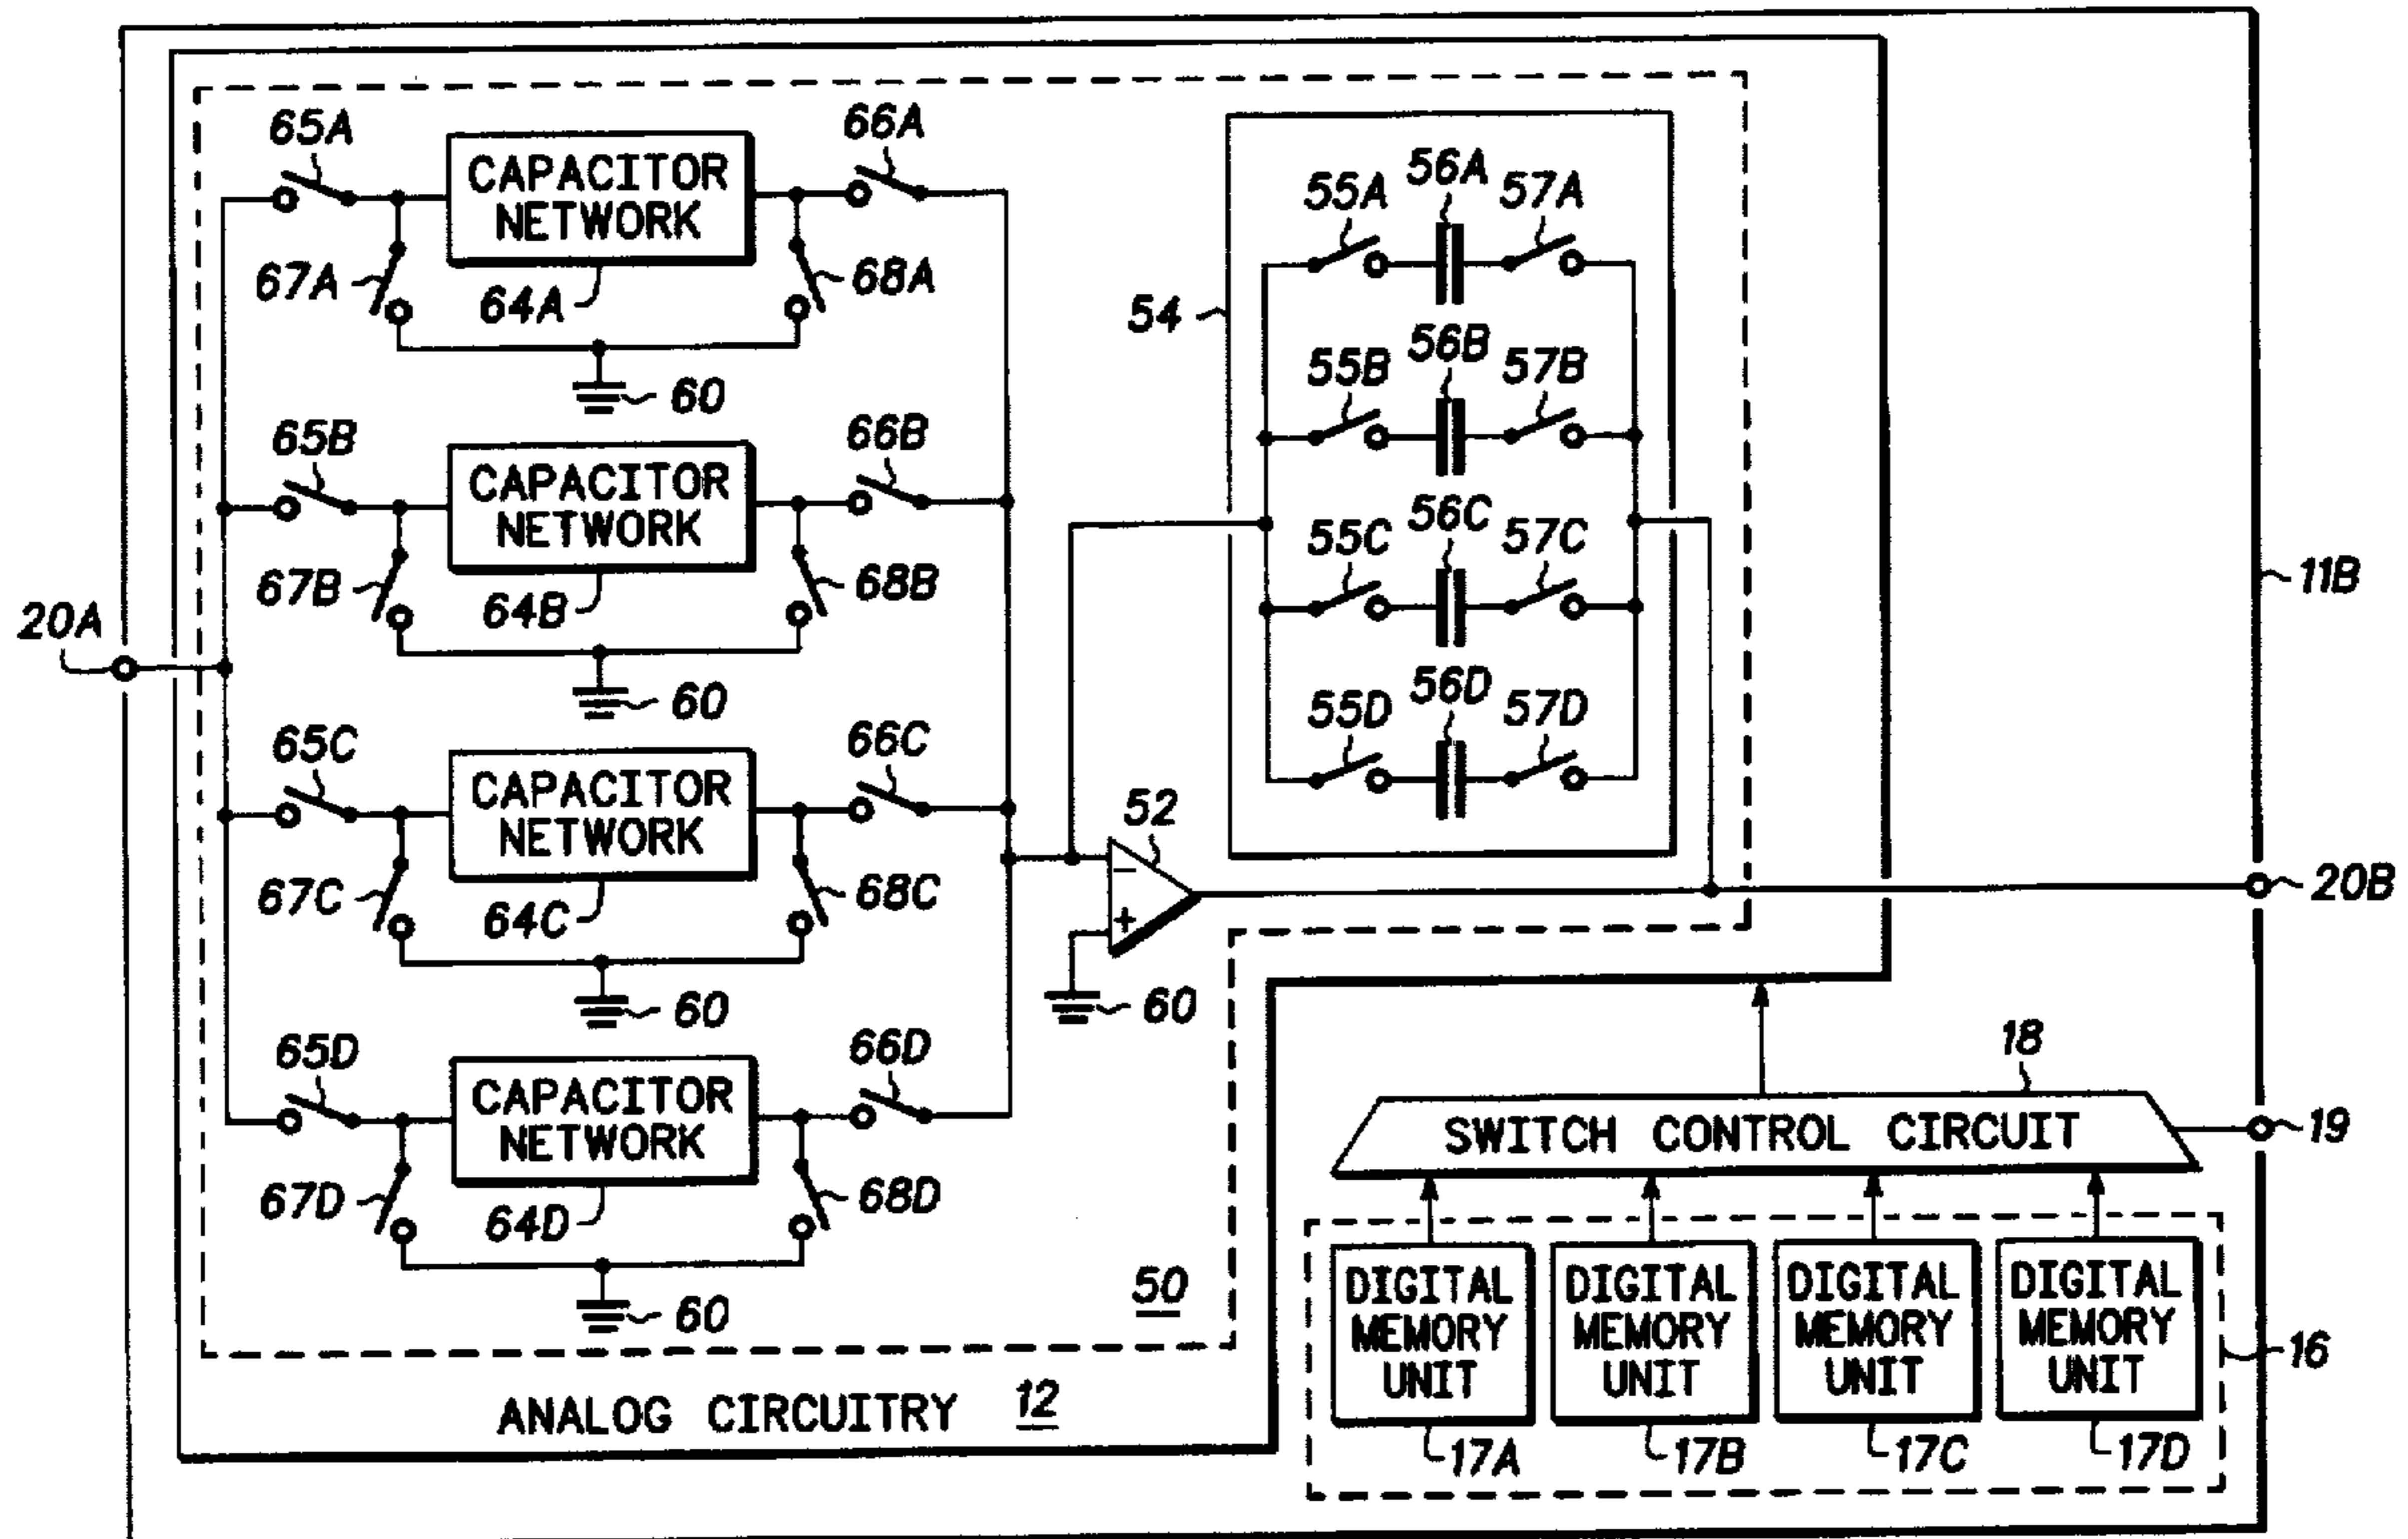 65A
CAPACITOR
NETWORK
66A
67A
64A
68A
60
65B
CAPACITOR
NETWORK
66B
67B
64B
68B
60
20A
65C
CAPACITOR
NETWORK
66C
67C
64C
68C
60
65D
CAPACITOR
NETWORK
66D
67D
64D
68D
60
54
55A
56A
57A
55B
56B
57B
55C
56C
57C
55D
56D
57D
52
−
+
60
50
ANALOG CIRCUITRY 12
11B
20B
18
SWITCH CONTROL CIRCUIT
19
DIGITAL
MEMORY
UNIT
17A
DIGITAL
MEMORY
UNIT
17B
DIGITAL
MEMORY
UNIT
17C
DIGITAL
MEMORY
UNIT
17D
16